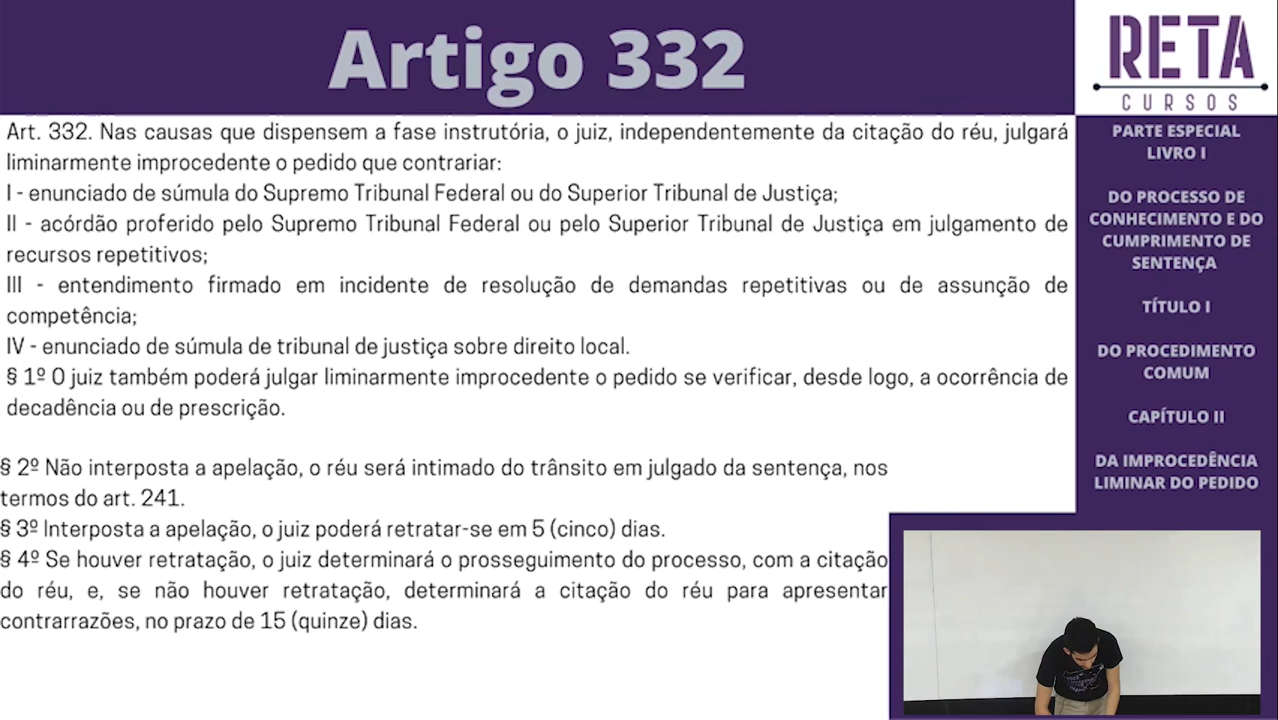 Artigo 332
RETA
CURSOS
Art. 332. Nas causas que dispensem a fase instrutória, o juiz, independentemente da citação do réu, julgará
liminarmente improcedente o pedido que contrariar:
I - enunciado de súmula do Supremo Tribunal Federal ou do Superior Tribunal de Justiça;
II - acórdão proferido pelo Supremo Tribunal Federal ou pelo Superior Tribunal de Justiça em julgamento de
recursos repetitivos;
III - entendimento firmado em incidente de resolução de demandas repetitivas ou de assunção de
competência;
IV - enunciado de súmula de tribunal de justiça sobre direito local.
§ 1º O juiz também poderá julgar liminarmente improcedente o pedido se verificar, desde logo, a ocorrência de
decadência ou de prescrição.
§ 2º Não interposta a apelação, o réu será intimado do trânsito em julgado da sentença, nos
termos do art. 241.
§ 3º Interposta a apelação, o juiz poderá retratar-se em 5 (cinco) dias.
§ 4º Se houver retratação, o juiz determinará o prosseguimento do processo, com a citação
do réu, e, se não houver retratação, determinará a citação do réu para apresentar
contrarrazões, no prazo de 15 (quinze) dias.
PARTE ESPECIAL
LIVRO I
DO PROCESSO DE
CONHECIMENTO E DO
CUMPRIMENTO DE
SENTENÇA
TÍTULO I
DO PROCEDIMENTO
COMUM
CAPÍTULO II
DA IMPROCEDÊNCIA
LIMINAR DO PEDIDO